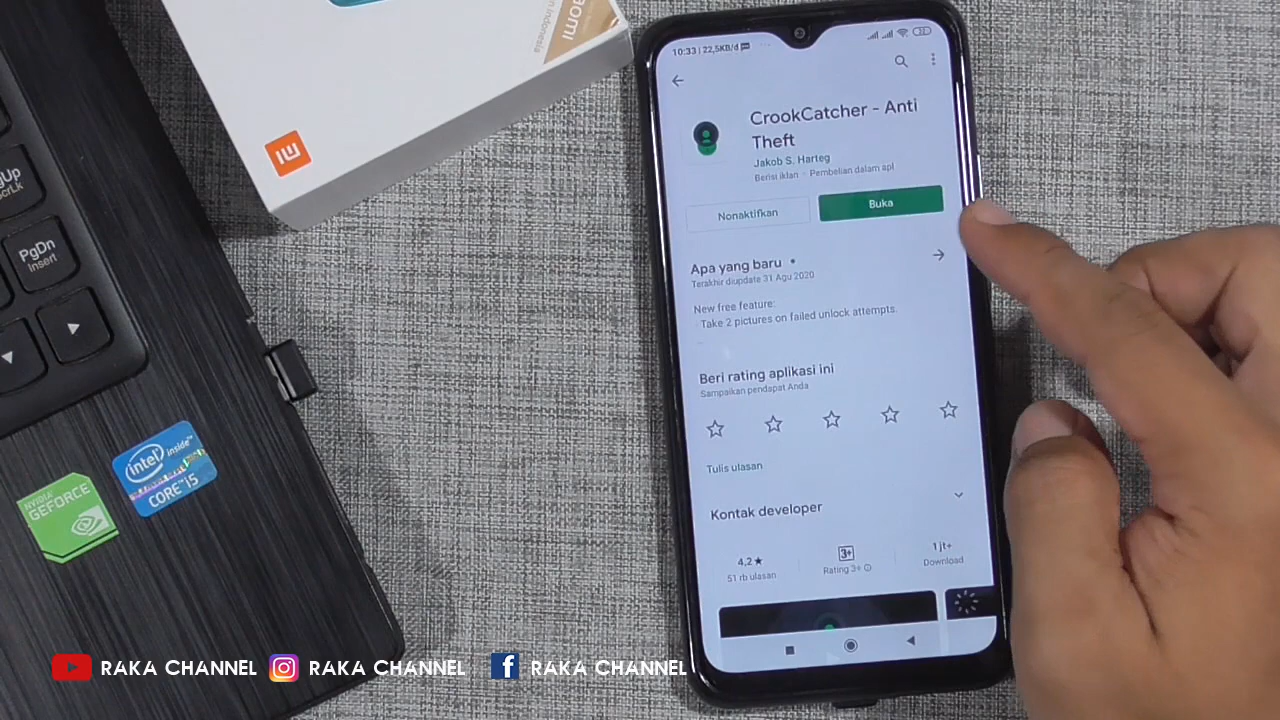 10:33 | 22,5KB/d
CrookCatcher - Anti
Theft
Jakob S. Harteg
Berisi iklan · Pembelian dalam apl
Nonaktifkan
Buka
Apa yang baru •
Terakhir diupdate 31 Agu 2020
New free feature:
Take 2 pictures on failed unlock attempts.
Beri rating aplikasi ini
Sampaikan pendapat Anda
Tulis ulasan
Kontak developer
4,2★
51 rb ulasan
3+
Rating 3+
1 jt+
Download
PgDn
Insert
intel inside™
CORE™ i5
NVIDIA
GEFORCE
RAKA CHANNEL
RAKA CHANNEL
RAKA CHANNEL